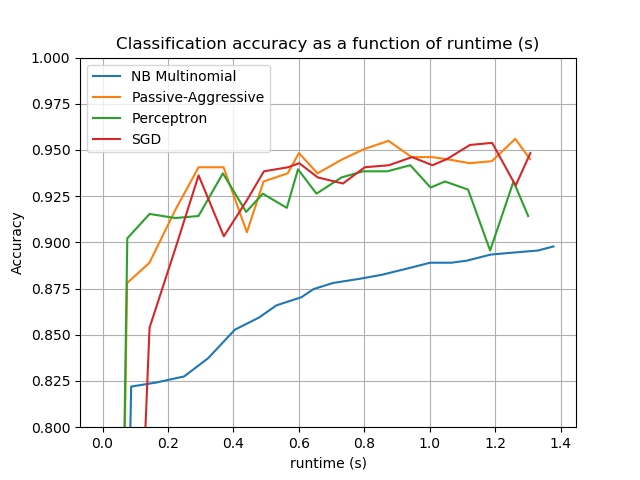 Classification accuracy as a function of runtime (s)
1.000
0.975
0.950
0.925
0.900
0.875
0.850
0.825
0.800
Accuracy
NB Multinomial
Passive-Aggressive
Perceptron
SGD
0.0 0.2 0.4 0.6 0.8 1.0 1.2 1.4
runtime (s)